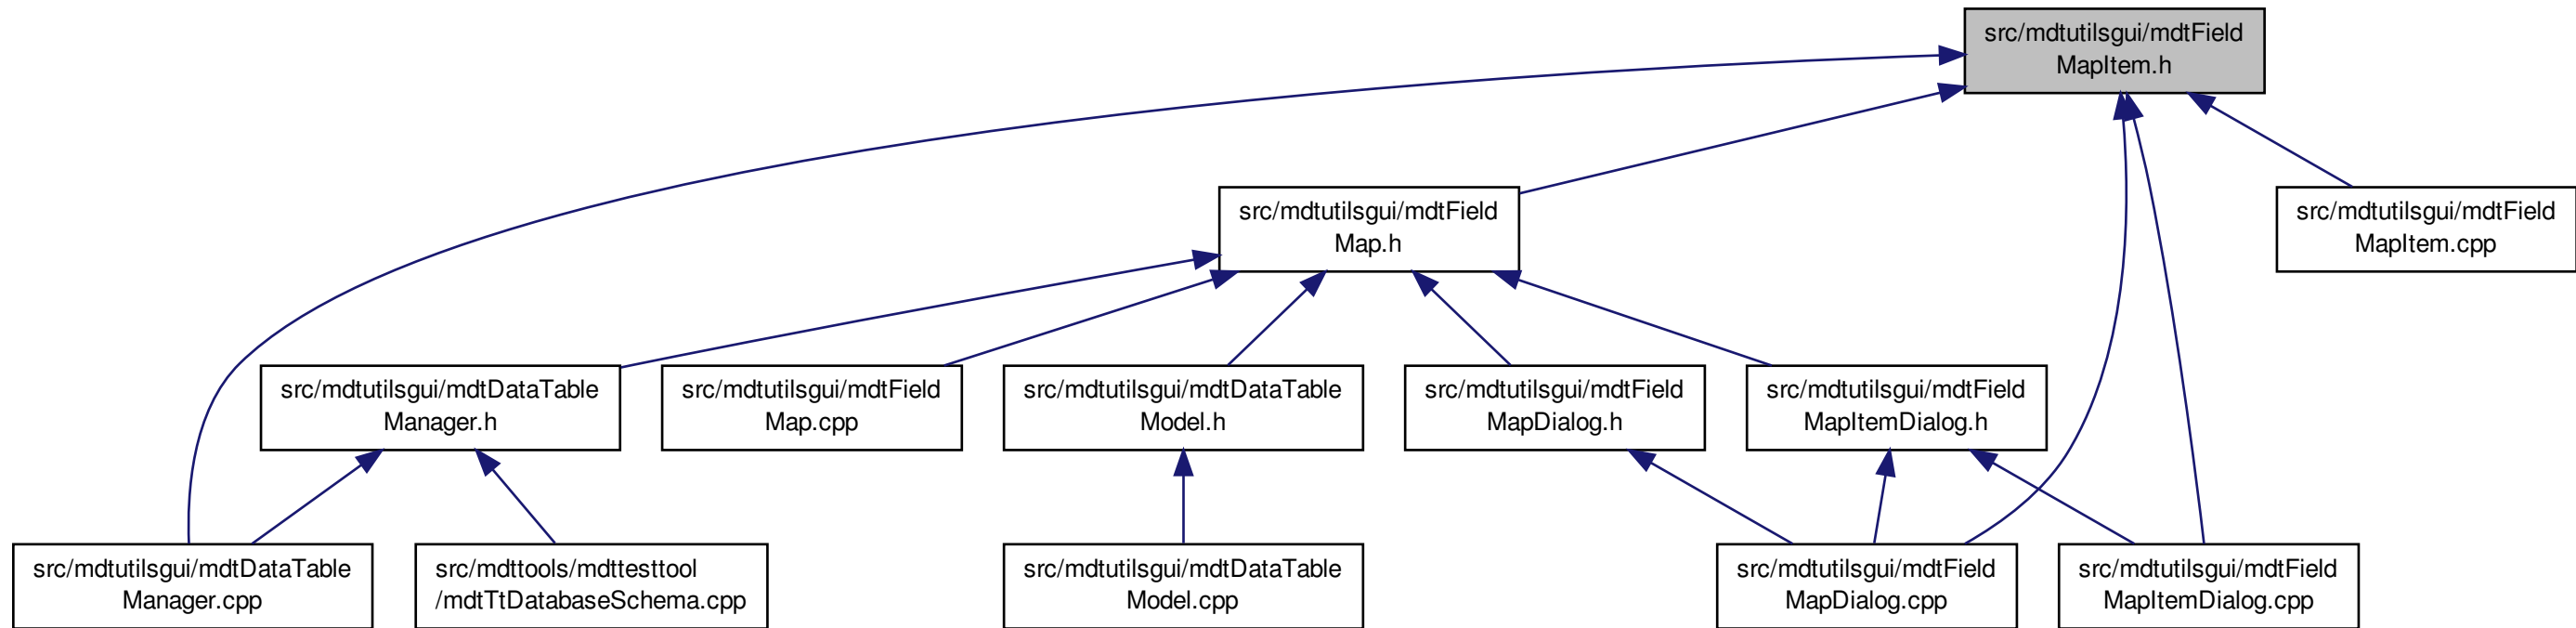 src/mdtutilsgui/mdtField
MapItem.h
src/mdtutilsgui/mdtField
Map.h
src/mdtutilsgui/mdtField
MapItem.cpp
src/mdtutilsgui/mdtDataTable
Manager.h
src/mdtutilsgui/mdtField
Map.cpp
src/mdtutilsgui/mdtDataTable
Model.h
src/mdtutilsgui/mdtField
MapDialog.h
src/mdtutilsgui/mdtField
MapItemDialog.h
src/mdtutilsgui/mdtDataTable
Manager.cpp
src/mdttools/mdttesttool
/mdtTtDatabaseSchema.cpp
src/mdtutilsgui/mdtDataTable
Model.cpp
src/mdtutilsgui/mdtField
MapDialog.cpp
src/mdtutilsgui/mdtField
MapItemDialog.cpp